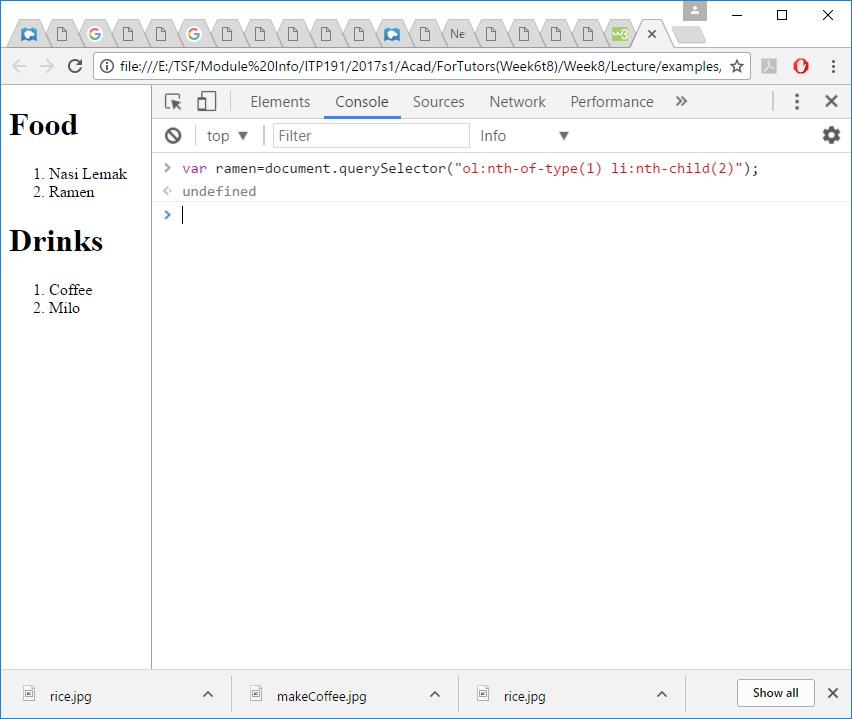 Ne
w3
file:///E:/TSF/Module%20Info/ITP191/2017s1/Acad/ForTutors(Week6t8)/Week8/Lecture/examples,
Elements Console Sources Network Performance »
top ▼ Filter Info ▼
Food
1. Nasi Lemak
2. Ramen
Drinks
1. Coffee
2. Milo
> var ramen=document.querySelector("ol:nth-of-type(1) li:nth-child(2)");
undefined
>
rice.jpg makeCoffee.jpg rice.jpg Show all